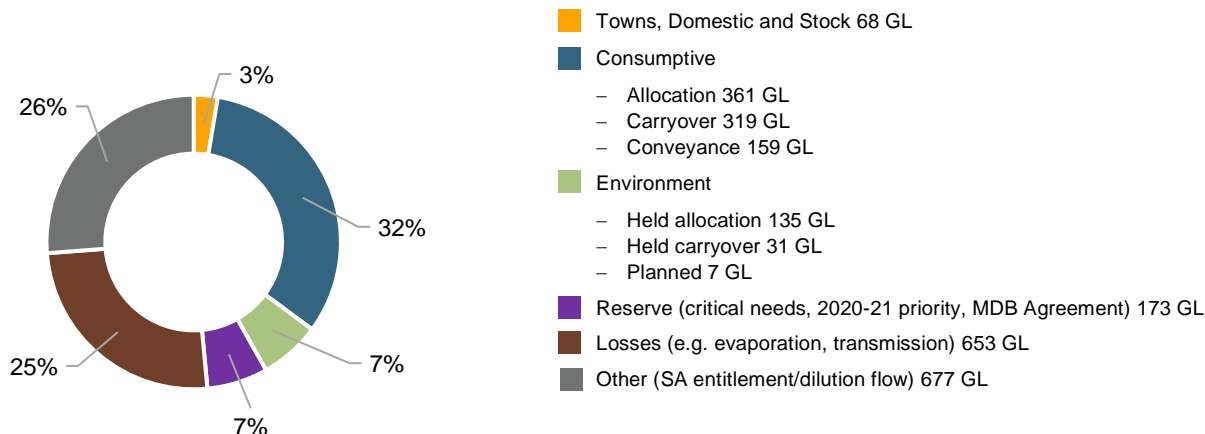 3%
26%
32%
25%
7%
7%
Towns, Domestic and Stock 68 GL
Consumptive
− Allocation 361 GL
− Carryover 319 GL
− Conveyance 159 GL
Environment
− Held allocation 135 GL
− Held carryover 31 GL
− Planned 7 GL
Reserve (critical needs, 2020-21 priority, MDB Agreement) 173 GL
Losses (e.g. evaporation, transmission) 653 GL
Other (SA entitlement/dilution flow) 677 GL